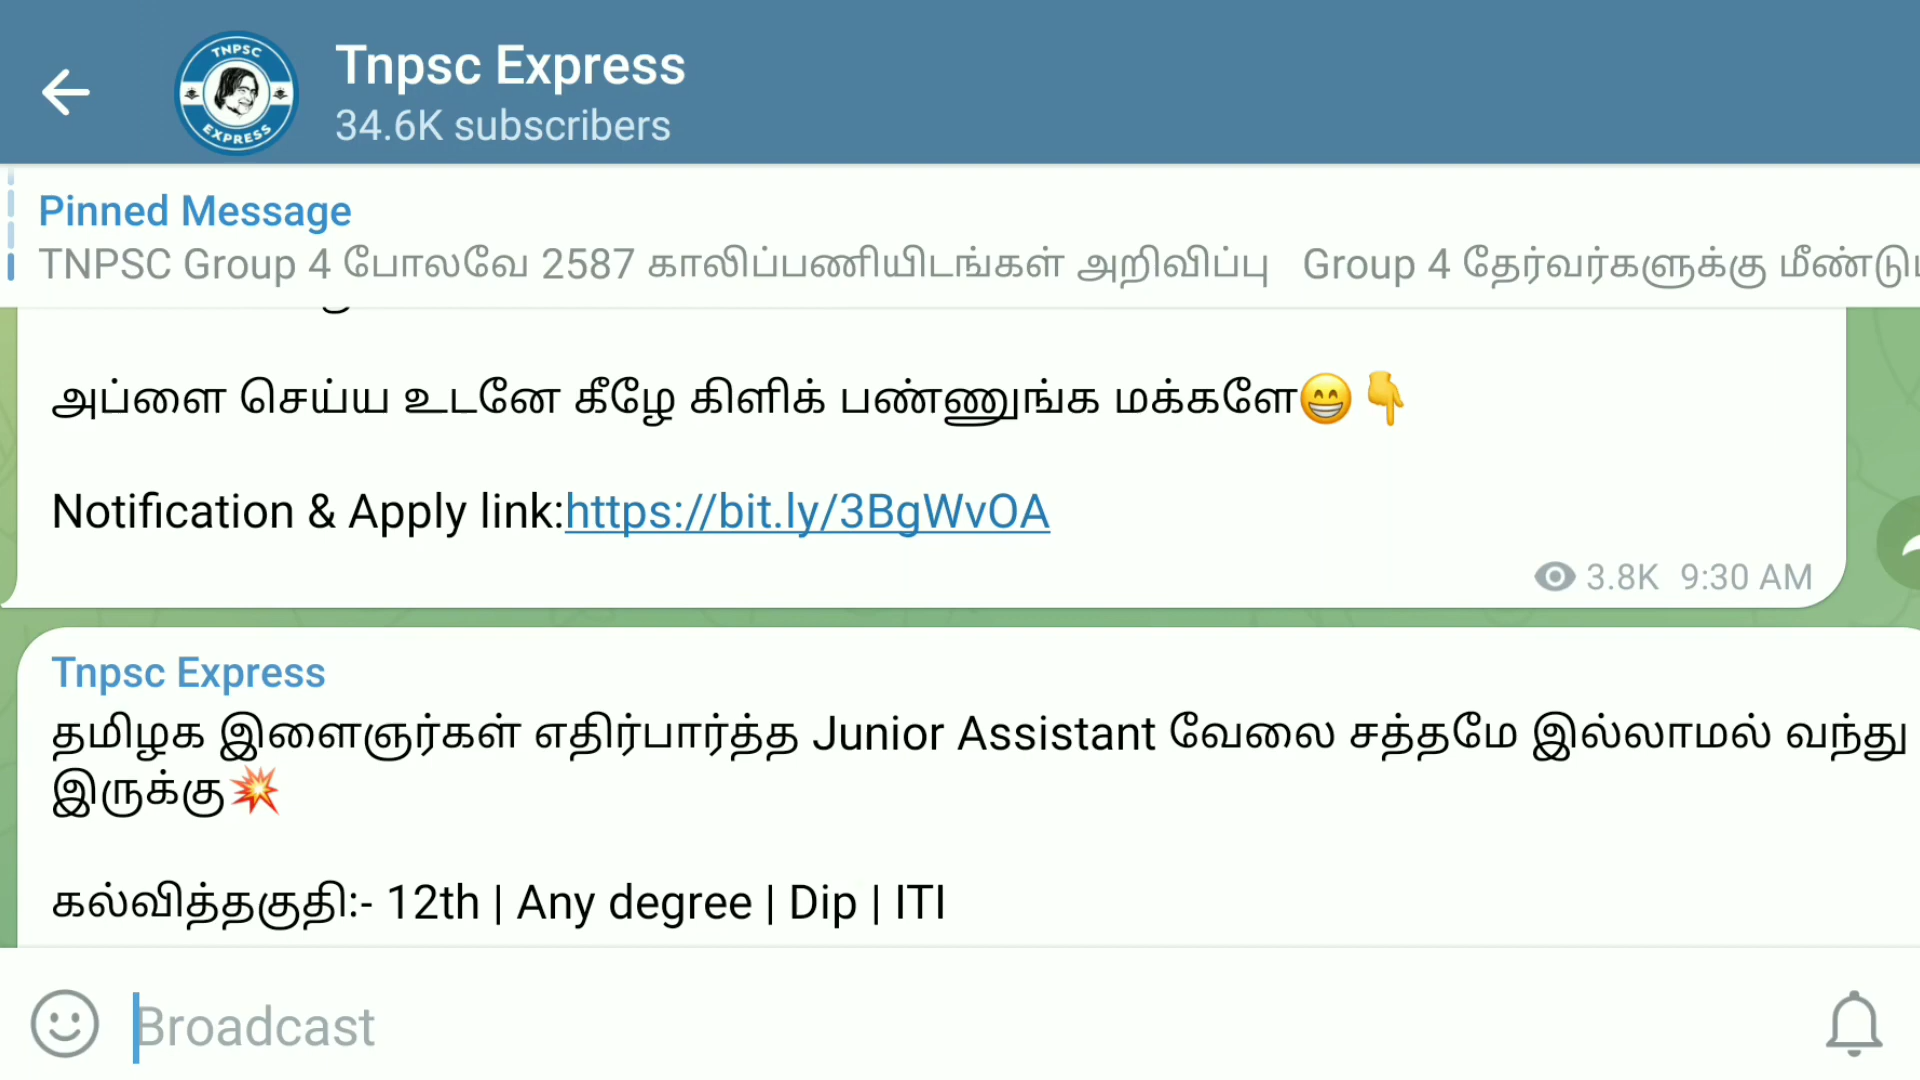 TNPSC
EXPRESS
Tnpsc Express
34.6K subscribers
Pinned Message
TNPSC Group 4 போலவே 2587 காலிப்பணியிடங்கள் அறிவிப்பு Group 4 தேர்வர்களுக்கு
அப்ளை செய்ய உடனே கீழே கிளிக் பண்ணுங்க மக்களே😁👇
Notification & Apply link:https://bit.ly/3BgWvOA
3.8K 9:30 AM
Tnpsc Express
தமிழக இளைஞர்கள் எதிர்பார்த்த Junior Assistant வேலை சத்தமே இல்லாமல் வந்து
இருக்கு💥
கல்வித்தகுதி:- 12th | Any degree | Dip | ITI
Broadcast